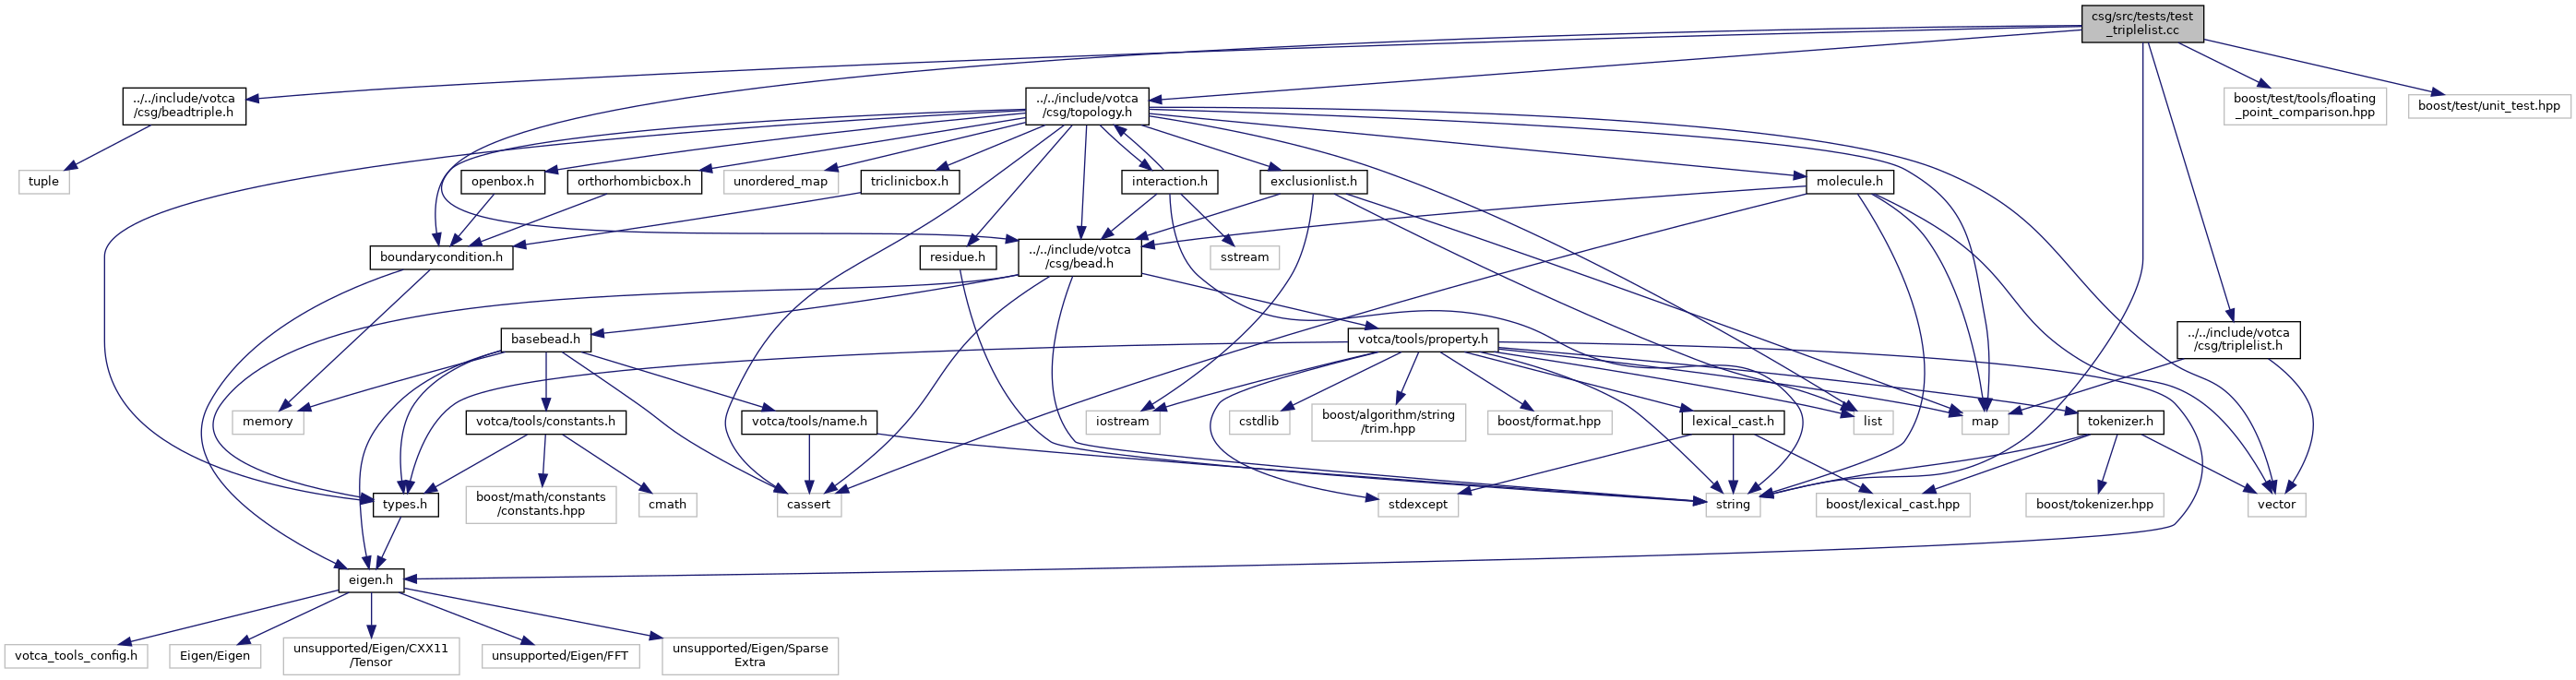 csg/src/tests/test
_triplelist.cc
../../include/votca
/csg/beadtriple.h
../../include/votca
/csg/topology.h
boost/test/tools/floating
_point_comparison.hpp
boost/test/unit_test.hpp
tuple
openbox.h
orthorhombicbox.h
unordered_map
triclinicbox.h
interaction.h
exclusionlist.h
molecule.h
boundarycondition.h
residue.h
../../include/votca
/csg/bead.h
sstream
basebead.h
votca/tools/property.h
../../include/votca
/csg/triplelist.h
memory
votca/tools/constants.h
votca/tools/name.h
iostream
cstdlib
boost/algorithm/string
/trim.hpp
boost/format.hpp
lexical_cast.h
list
map
tokenizer.h
types.h
boost/math/constants
/constants.hpp
cmath
cassert
stdexcept
string
boost/lexical_cast.hpp
boost/tokenizer.hpp
vector
eigen.h
votca_tools_config.h
Eigen/Eigen
unsupported/Eigen/CXX11
/Tensor
unsupported/Eigen/FFT
unsupported/Eigen/Sparse
Extra